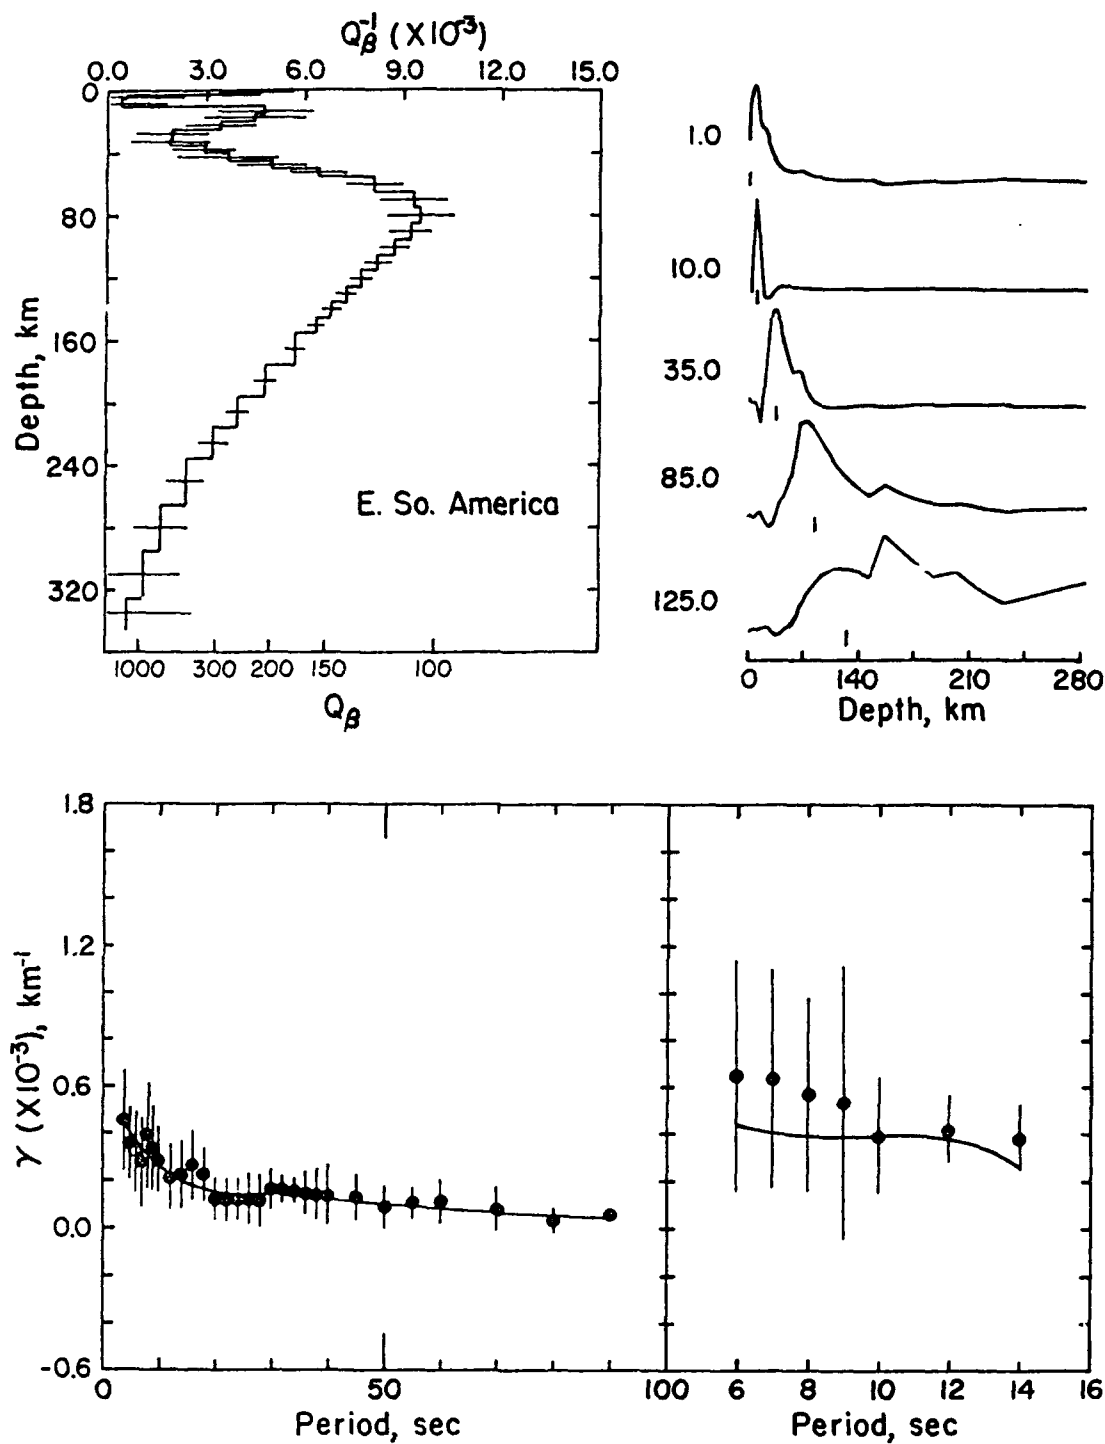 Qβ⁻¹ (X10⁻³)
0.0 3.0 6.0 9.0 12.0 15.0
0
80
160
240
320
Depth, km
E. So. America
1000 300 200 150 100
Qβ
1.0
10.0
35.0
85.0
125.0
0 140 210 280
Depth, km
1.8
1.2
0.6
0.0
-0.6
γ (X10⁻³), km⁻¹
0 50 100
Period, sec
6 8 10 12 14 16
Period, sec